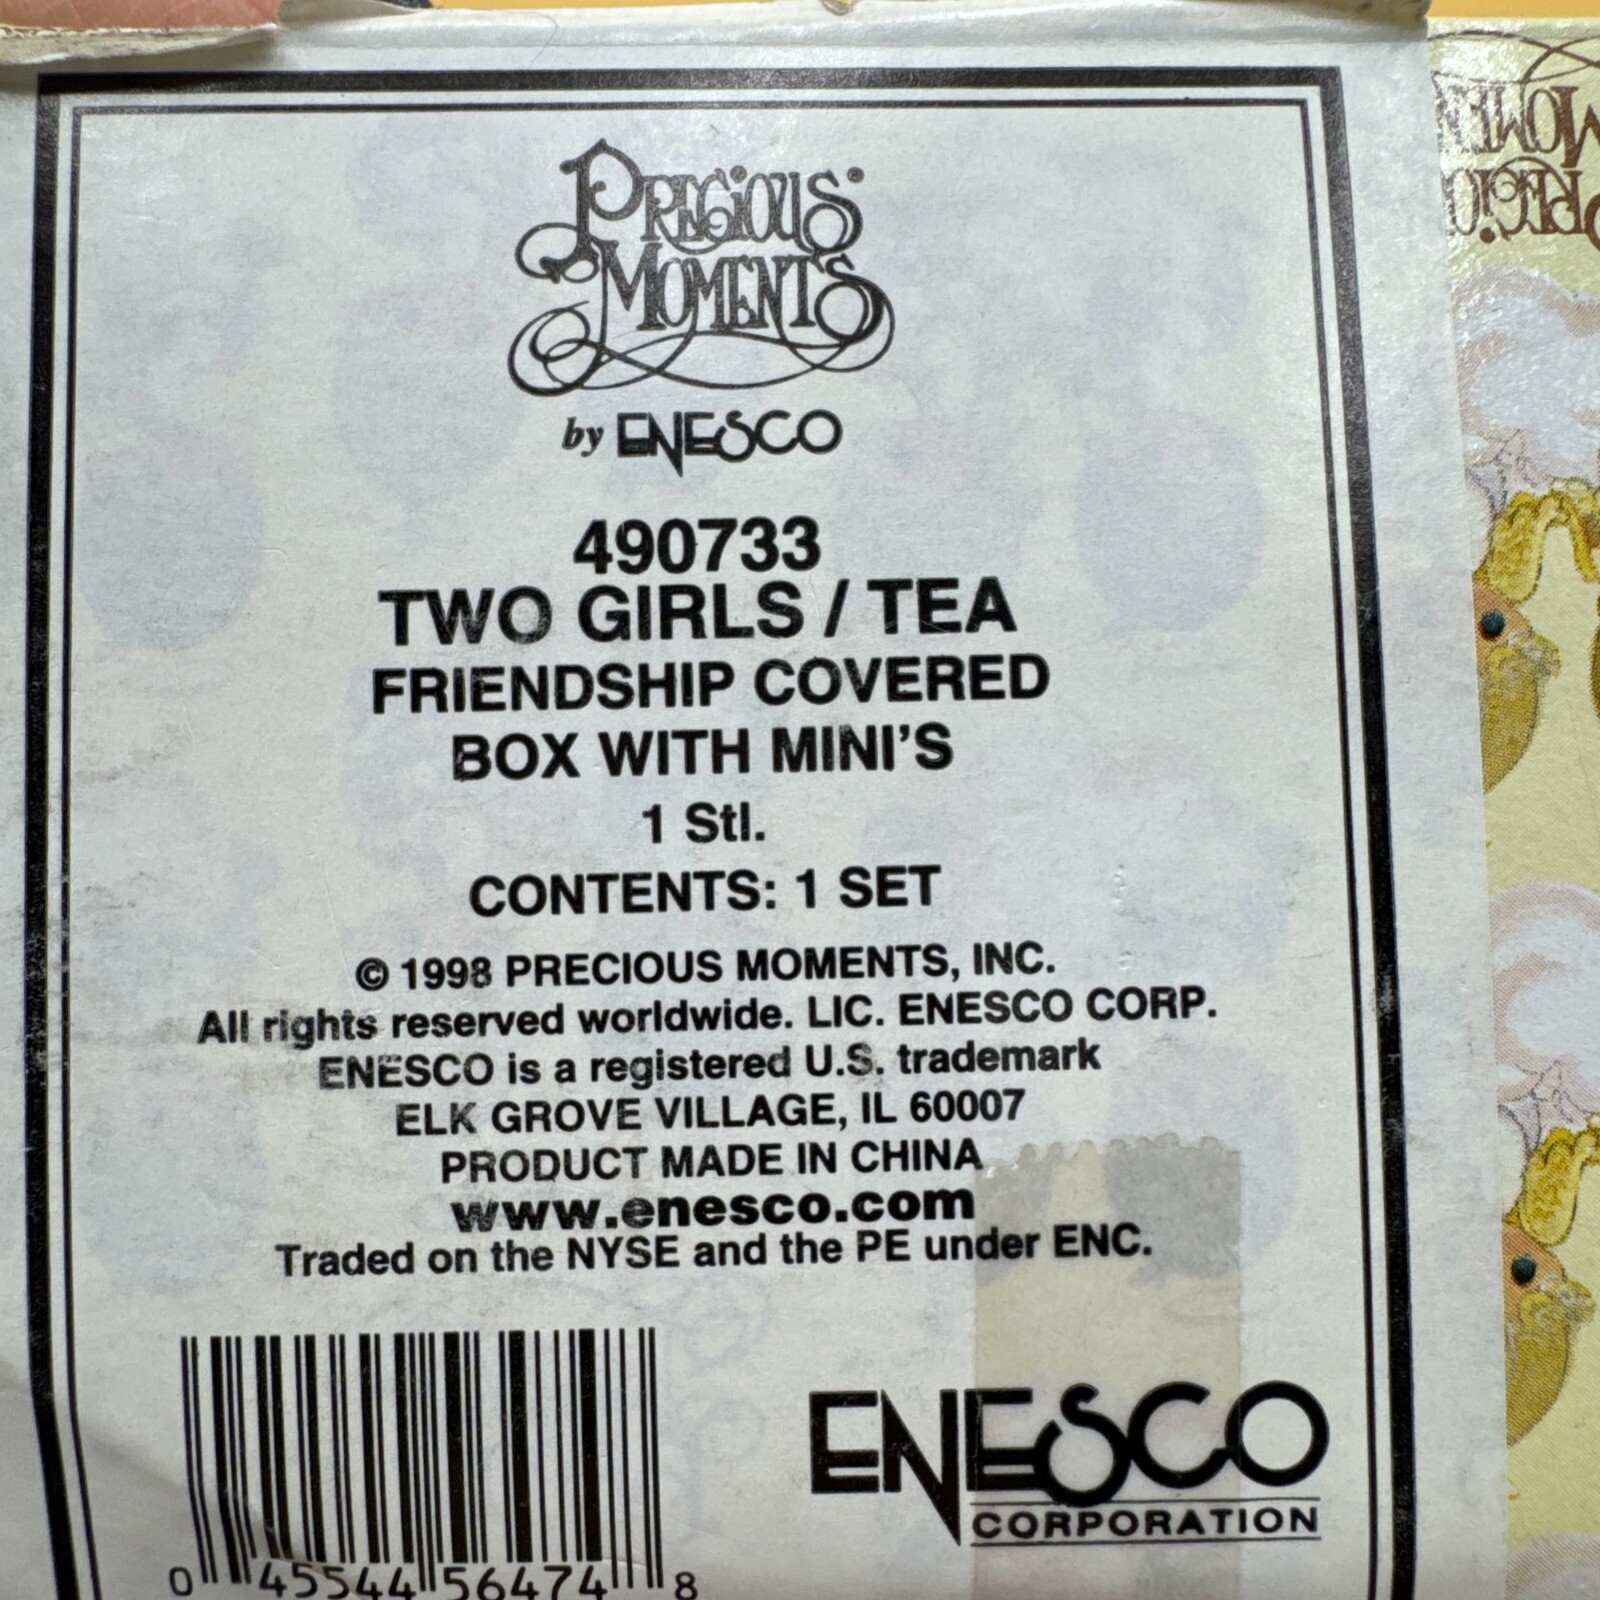 PRECIOUS
MOMENTS
by ENESCO
490733
TWO GIRLS / TEA
FRIENDSHIP COVERED
BOX WITH MINI'S
1 Stl.
CONTENTS: 1 SET
© 1998 PRECIOUS MOMENTS, INC.
All rights reserved worldwide. LIC. ENESCO CORP.
ENESCO is a registered U.S. trademark
ELK GROVE VILLAGE, IL 60007
PRODUCT MADE IN CHINA
www.enesco.com
Traded on the NYSE and the PE under ENC.
0 45544 56474 8
ENESCO
CORPORATION